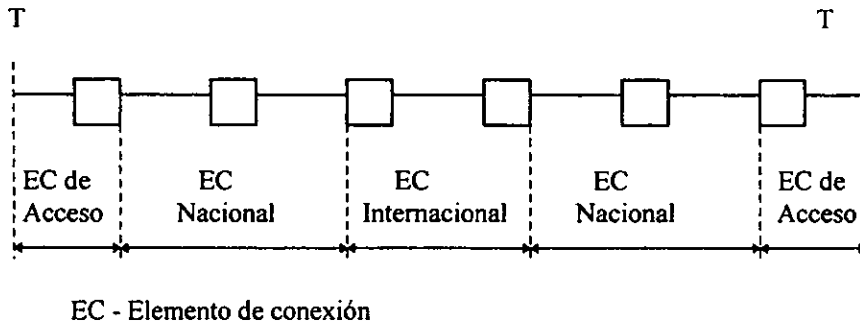 T T
EC de Acceso
EC Nacional
EC Internacional
EC Nacional
EC de Acceso
EC - Elemento de conexión